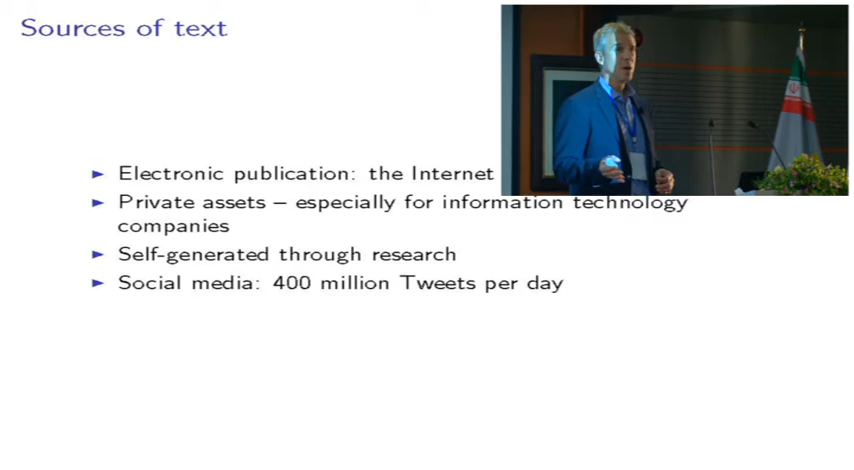 Sources of text
Electronic publication: the Internet
Private assets – especially for information technology
companies
Self-generated through research
Social media: 400 million Tweets per day